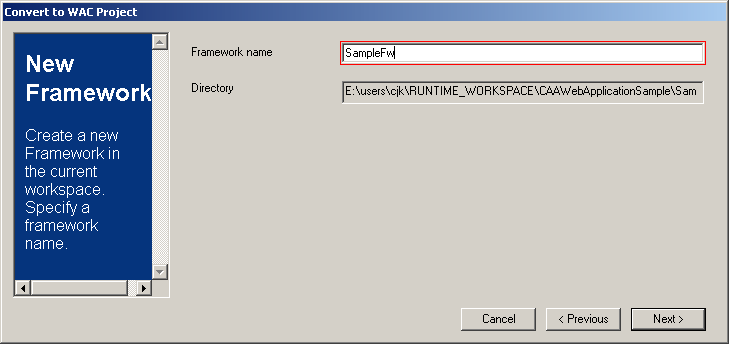 Convert to WAC Project
New
Framework
Create a new
Framework in
the current
workspace.
Specify a
framework
name.
Framework name
SampleFw
Directory
E:\users\cjk\RUNTIME_WORKSPACE\CAAWebApplicationSample\Sam
Cancel
< Previous
Next >